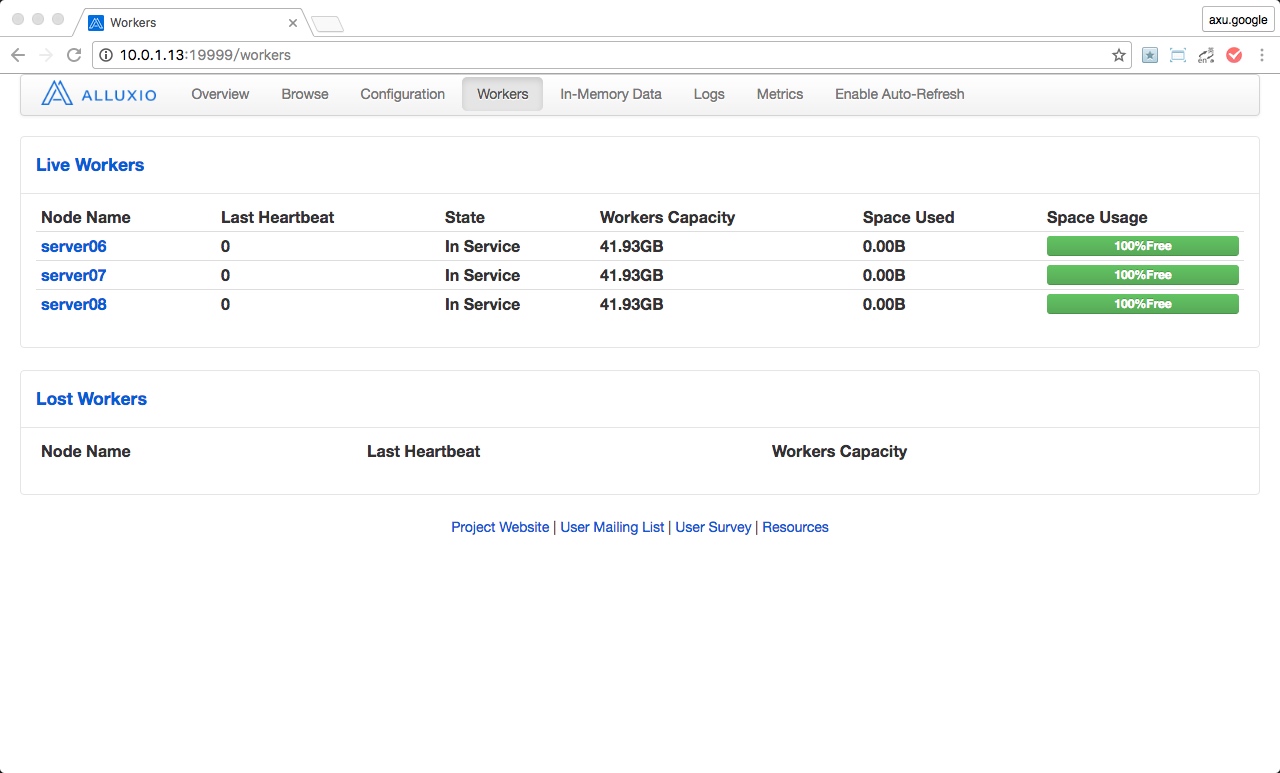 Workers
axu.google
10.0.1.13:19999/workers
ALLUXIO Overview Browse Configuration Workers In-Memory Data Logs Metrics Enable Auto-Refresh
Live Workers
Node Name Last Heartbeat State Workers Capacity Space Used Space Usage
server06 0 In Service 41.93GB 0.00B 100%Free
server07 0 In Service 41.93GB 0.00B 100%Free
server08 0 In Service 41.93GB 0.00B 100%Free
Lost Workers
Node Name Last Heartbeat Workers Capacity
Project Website | User Mailing List | User Survey | Resources